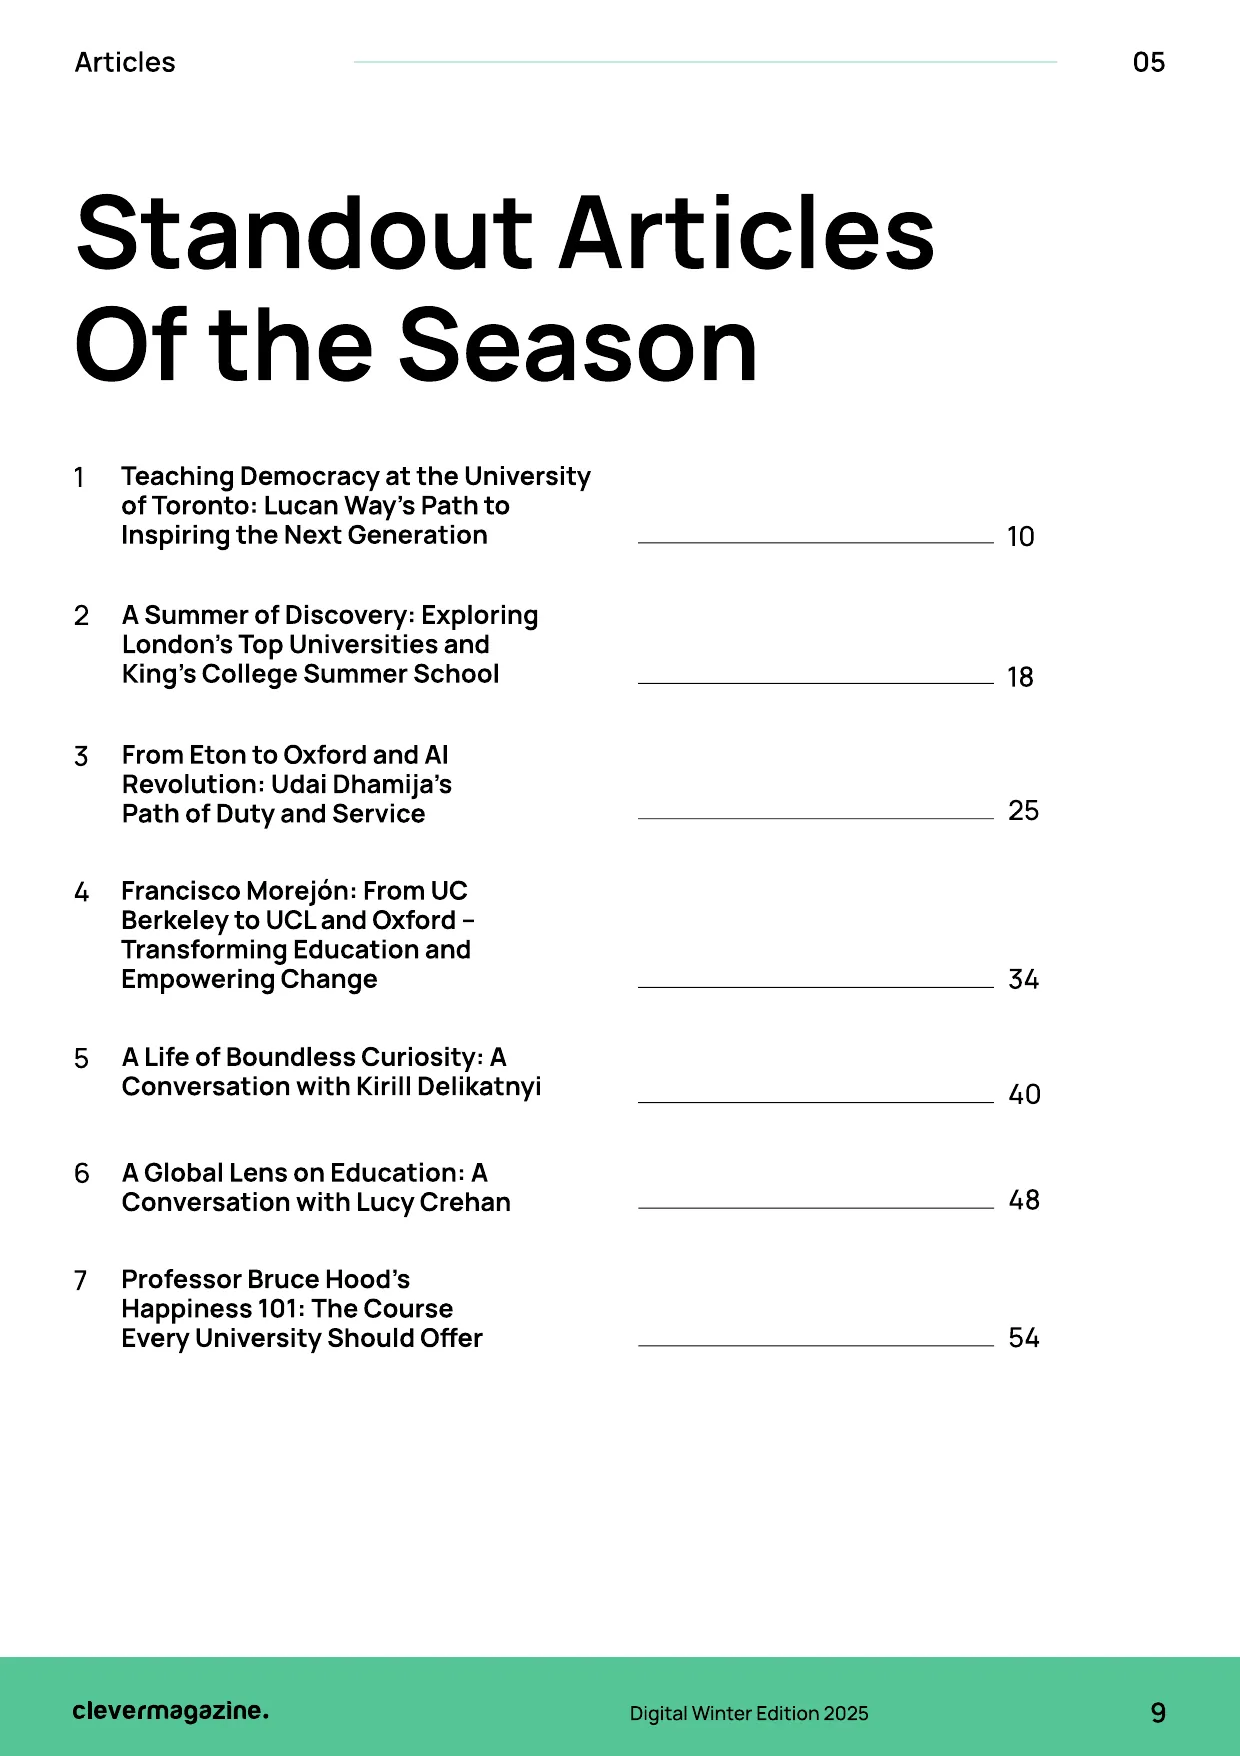 Articles 05
Standout Articles
Of the Season
1 Teaching Democracy at the University
of Toronto: Lucan Way’s Path to
Inspiring the Next Generation 10
2 A Summer of Discovery: Exploring
London’s Top Universities and
King’s College Summer School 18
3 From Eton to Oxford and AI
Revolution: Udai Dhamija’s
Path of Duty and Service 25
4 Francisco Morejón: From UC
Berkeley to UCL and Oxford –
Transforming Education and
Empowering Change 34
5 A Life of Boundless Curiosity: A
Conversation with Kirill Delikatnyi 40
6 A Global Lens on Education: A
Conversation with Lucy Crehan 48
7 Professor Bruce Hood’s
Happiness 101: The Course
Every University Should Offer 54
clevermagazine. Digital Winter Edition 2025 9